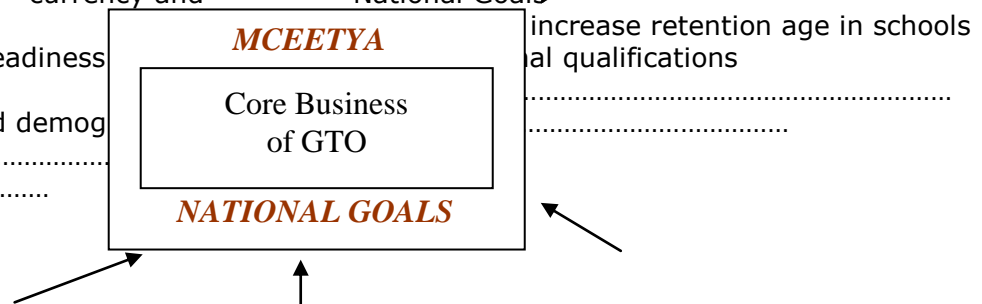 currency and National Goals
increase retention age in schools
MCEETYA
eadiness
nal qualifications
Core Business
d demog
of GTO
NATIONAL GOALS